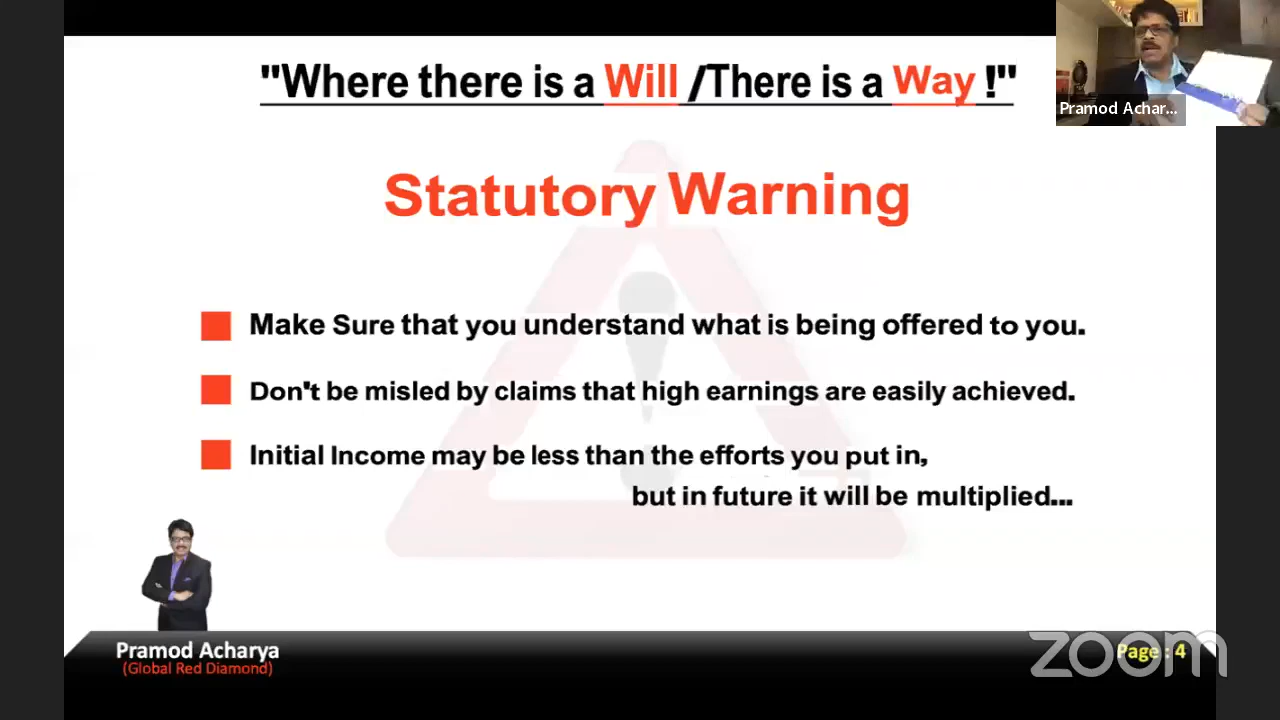 "Where there is a Will /There is a Way !"
Pramod Achar...
Statutory Warning
Make Sure that you understand what is being offered to you.
Don't be misled by claims that high earnings are easily achieved.
Initial Income may be less than the efforts you put in,
but in future it will be multiplied...
Pramod Acharya
(Global Red Diamond)
zoom
Page : 4